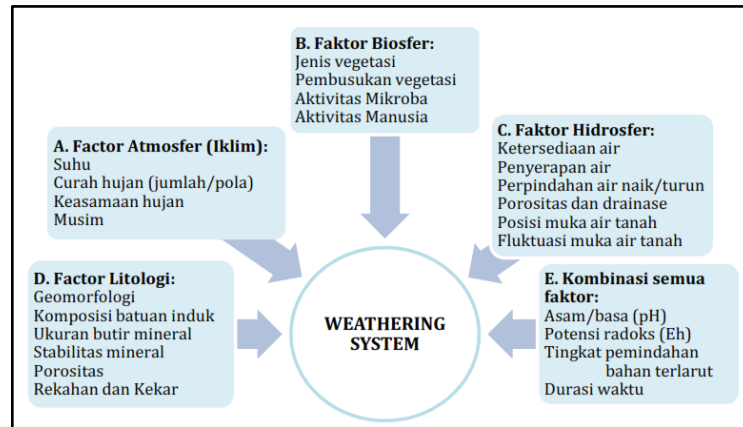 B. Faktor Biosfer:
Jenis vegetasi
Pembusukan vegetasi
Aktivitas Mikroba
Aktivitas Manusia
A. Factor Atmosfer (Iklim):
Suhu
Curah hujan (jumlah/pola)
Keasamaan hujan
Musim
C. Faktor Hidrosfer:
Ketersediaan air
Penyerapan air
Perpindahan air naik/turun
Porositas dan drainase
Posisi muka air tanah
Fluktuasi muka air tanah
D. Factor Litologi:
Geomorfologi
Komposisi batuan induk
Ukuran butir mineral
Stabilitas mineral
Porositas
Rekahan dan Kekar
WEATHERING
SYSTEM
E. Kombinasi semua
faktor:
Asam/basa (pH)
Potensi radoks (Eh)
Tingkat pemindahan
bahan terlarut
Durasi waktu